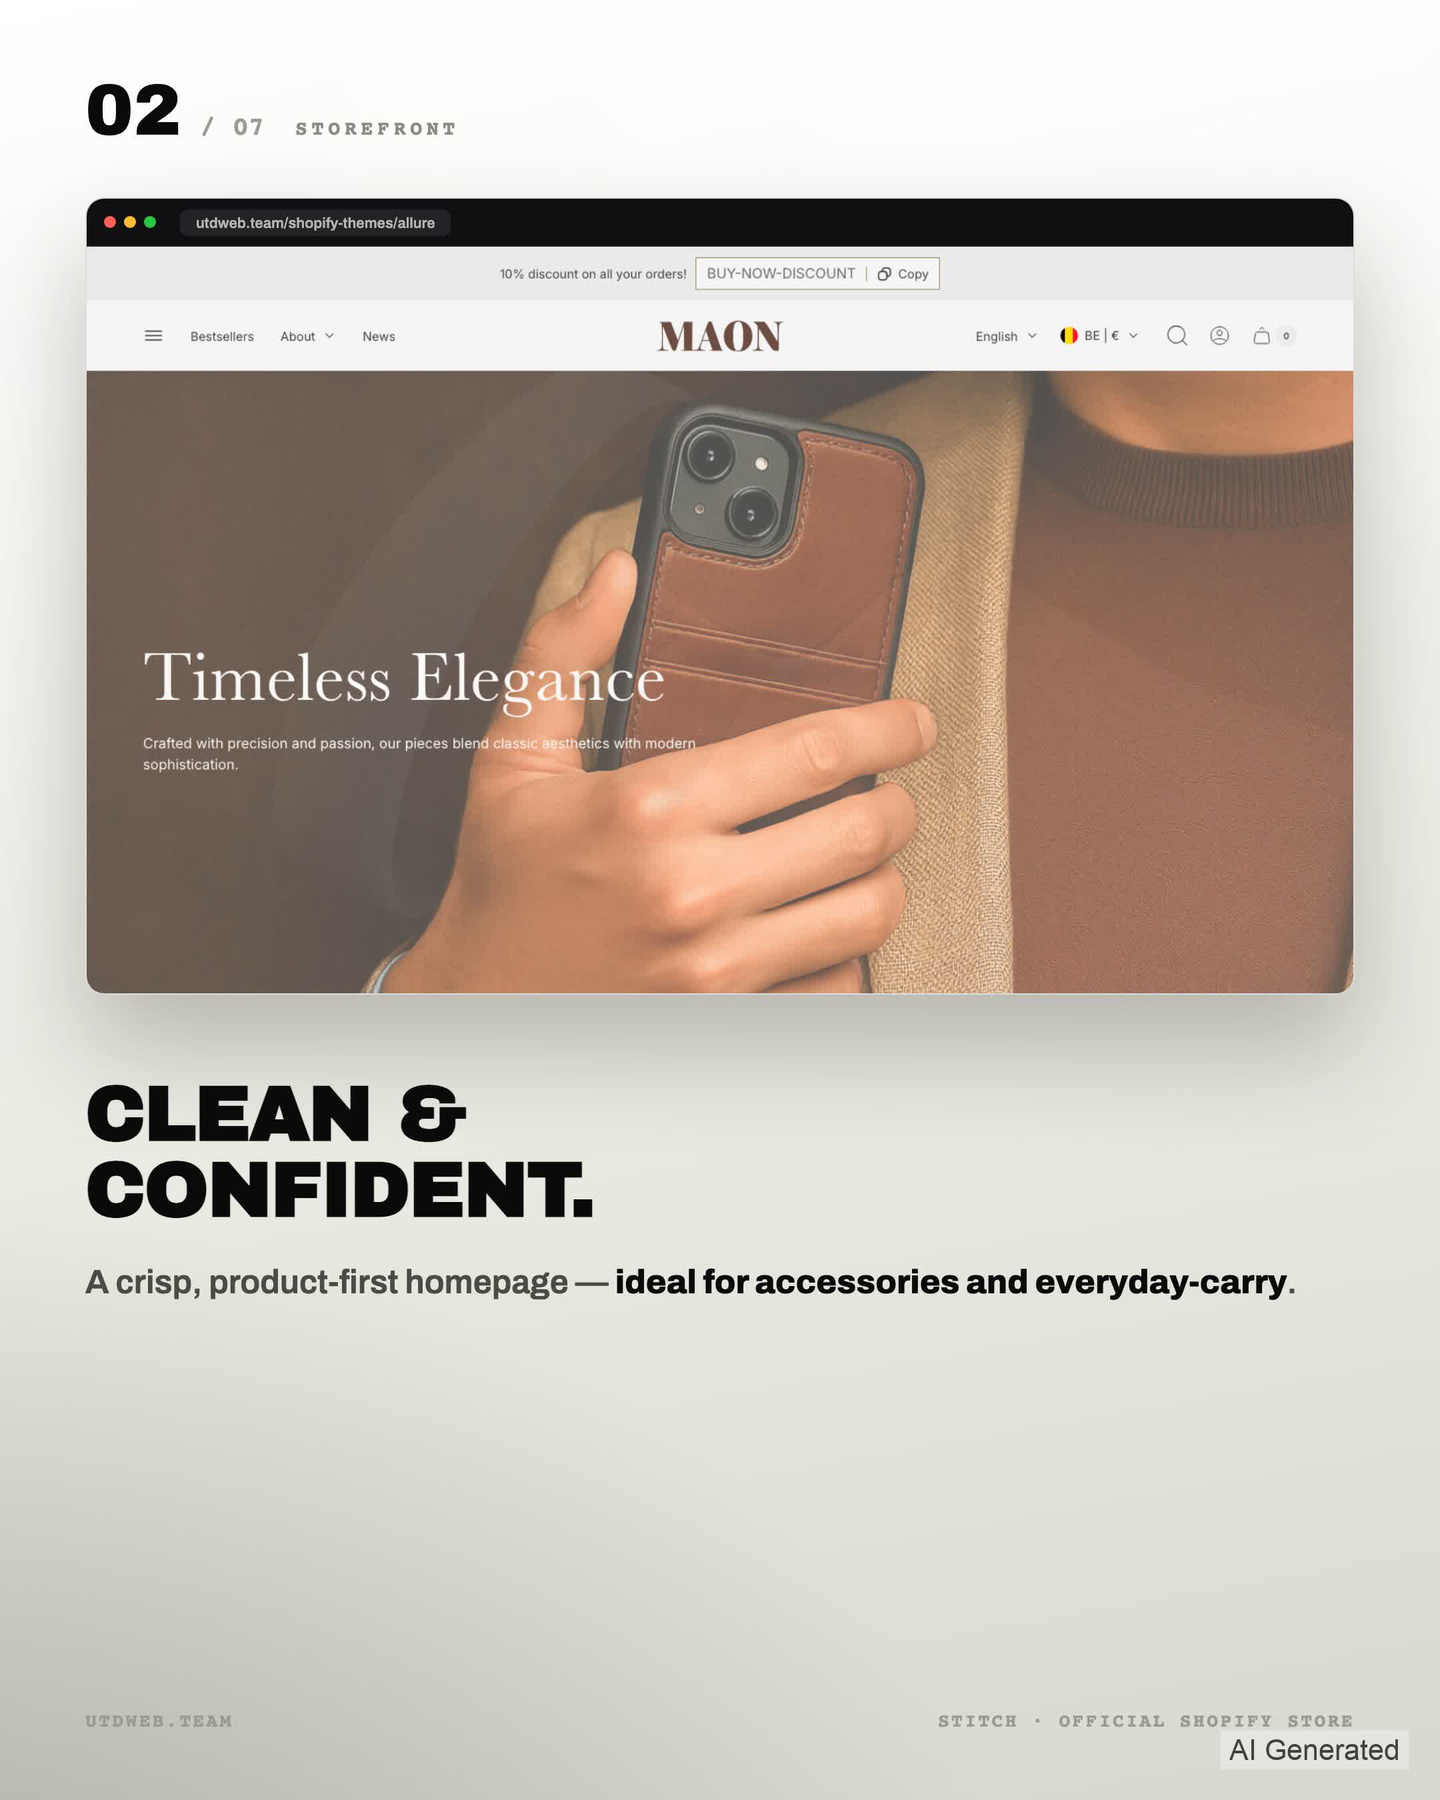 02 / 07 STOREFRONT
utdweb.team/shopify-themes/allure
10% discount on all your orders! BUY-NOW-DISCOUNT | Copy
Bestsellers About News MAON English BE | € 0
Timeless Elegance
Crafted with precision and passion, our pieces blend classic aesthetics with modern
sophistication.
CLEAN &
CONFIDENT.
A crisp, product-first homepage — ideal for accessories and everyday-carry.
UTDWEB.TEAM STITCH · OFFICIAL SHOPIFY STORE
AI Generated